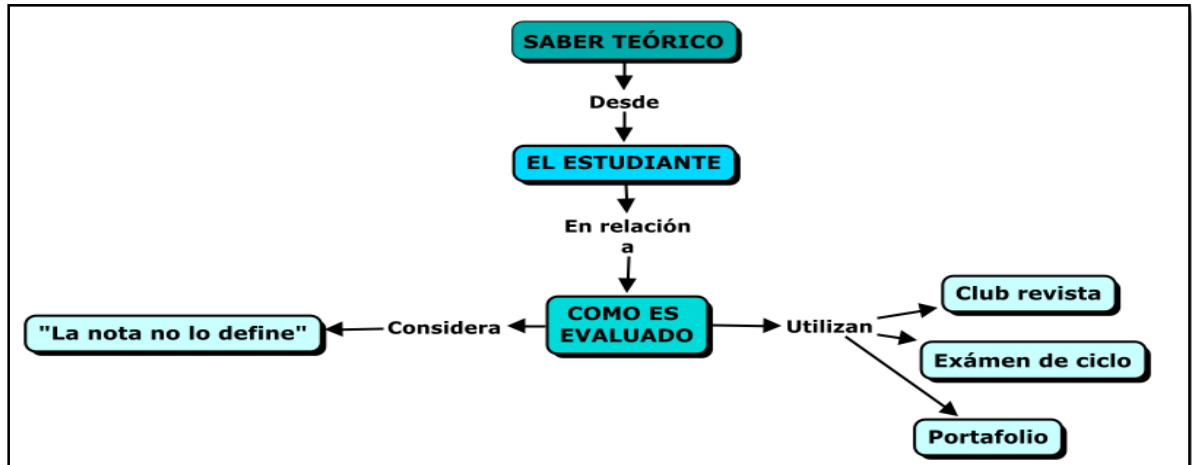 SABER TEÓRICO
Desde
EL ESTUDIANTE
En relación
a
COMO ES
EVALUADO
Considera
"La nota no lo define"
Utilizan
Club revista
Exámen de ciclo
Portafolio